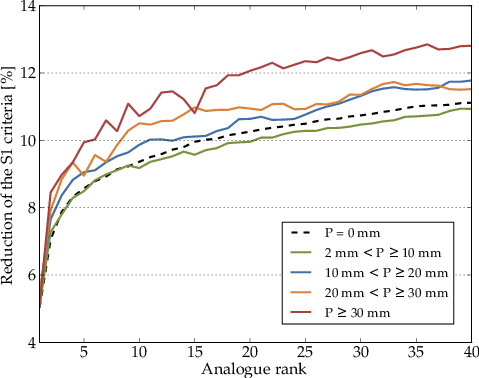 Reduction of the S1 criteria [%]
14
12
10
8
6
4
P = 0 mm
2 mm < P ≥ 10 mm
10 mm < P ≥ 20 mm
20 mm < P ≥ 30 mm
P ≥ 30 mm
5 10 15 20 25 30 35 40
Analogue rank